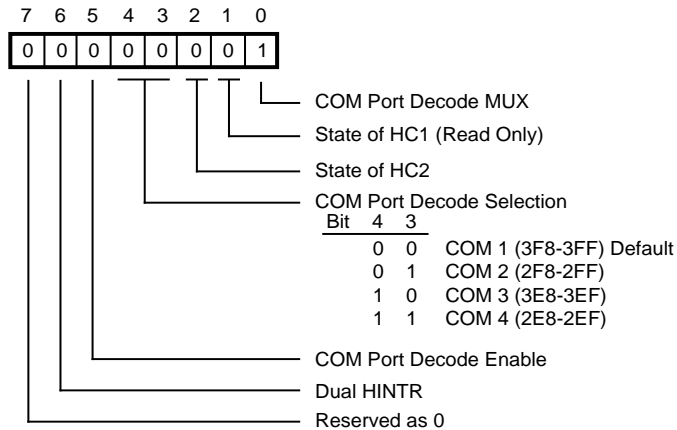 7 6 5 4 3 2 1 0
0 0 0 0 0 0 0 1
COM Port Decode MUX
State of HC1 (Read Only)
State of HC2
COM Port Decode Selection
Bit 4 3
0 0 COM 1 (3F8-3FF) Default
0 1 COM 2 (2F8-2FF)
1 0 COM 3 (3E8-3EF)
1 1 COM 4 (2E8-2EF)
COM Port Decode Enable
Dual HINTR
Reserved as 0